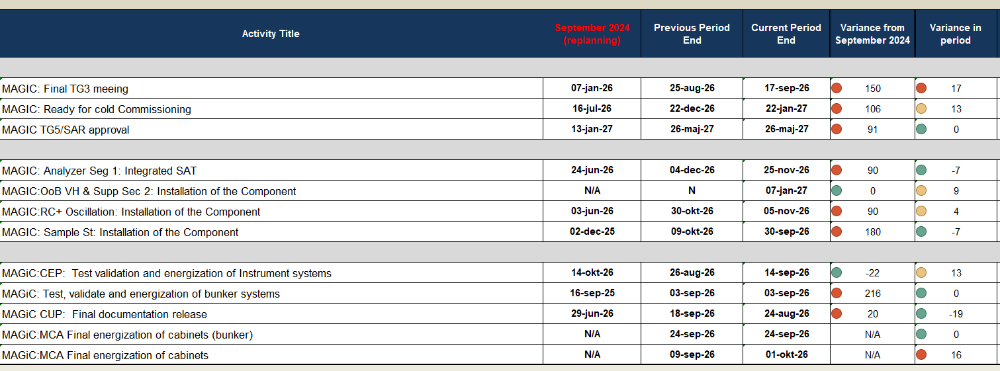 Activity Title September 2024 (replanning) Previous Period End Current Period End Variance from September 2024 Variance in period
MAGIC: Final TG3 meeing 07-jan-26 25-aug-26 17-sep-26 150 17
MAGIC: Ready for cold Commissioning 16-jul-26 22-dec-26 22-jan-27 106 13
MAGIC TG5/SAR approval 13-jan-27 26-maj-27 26-maj-27 91 0
MAGIC: Analyzer Seg 1: Integrated SAT 24-jun-26 04-dec-26 25-nov-26 90 -7
MAGIC:OoB VH & Supp Sec 2: Installation of the Component N/A N 07-jan-27 0 9
MAGIC:RC+ Oscillation: Installation of the Component 03-jun-26 30-okt-26 05-nov-26 90 4
MAGIC: Sample St: Installation of the Component 02-dec-25 09-okt-26 30-sep-26 180 -7
MAGiC:CEP:  Test validation and energization of Instrument systems 14-okt-26 26-aug-26 14-sep-26 -22 13
MAGiC: Test, validate and energization of bunker systems 16-sep-25 03-sep-26 03-sep-26 216 0
MAGiC CUP:  Final documentation release 29-jun-26 18-sep-26 24-aug-26 20 -19
MAGiC:MCA Final energization of cabinets (bunker) N/A 24-sep-26 24-sep-26 N/A 0
MAGiC:MCA Final energization of cabinets N/A 09-sep-26 01-okt-26 N/A 16